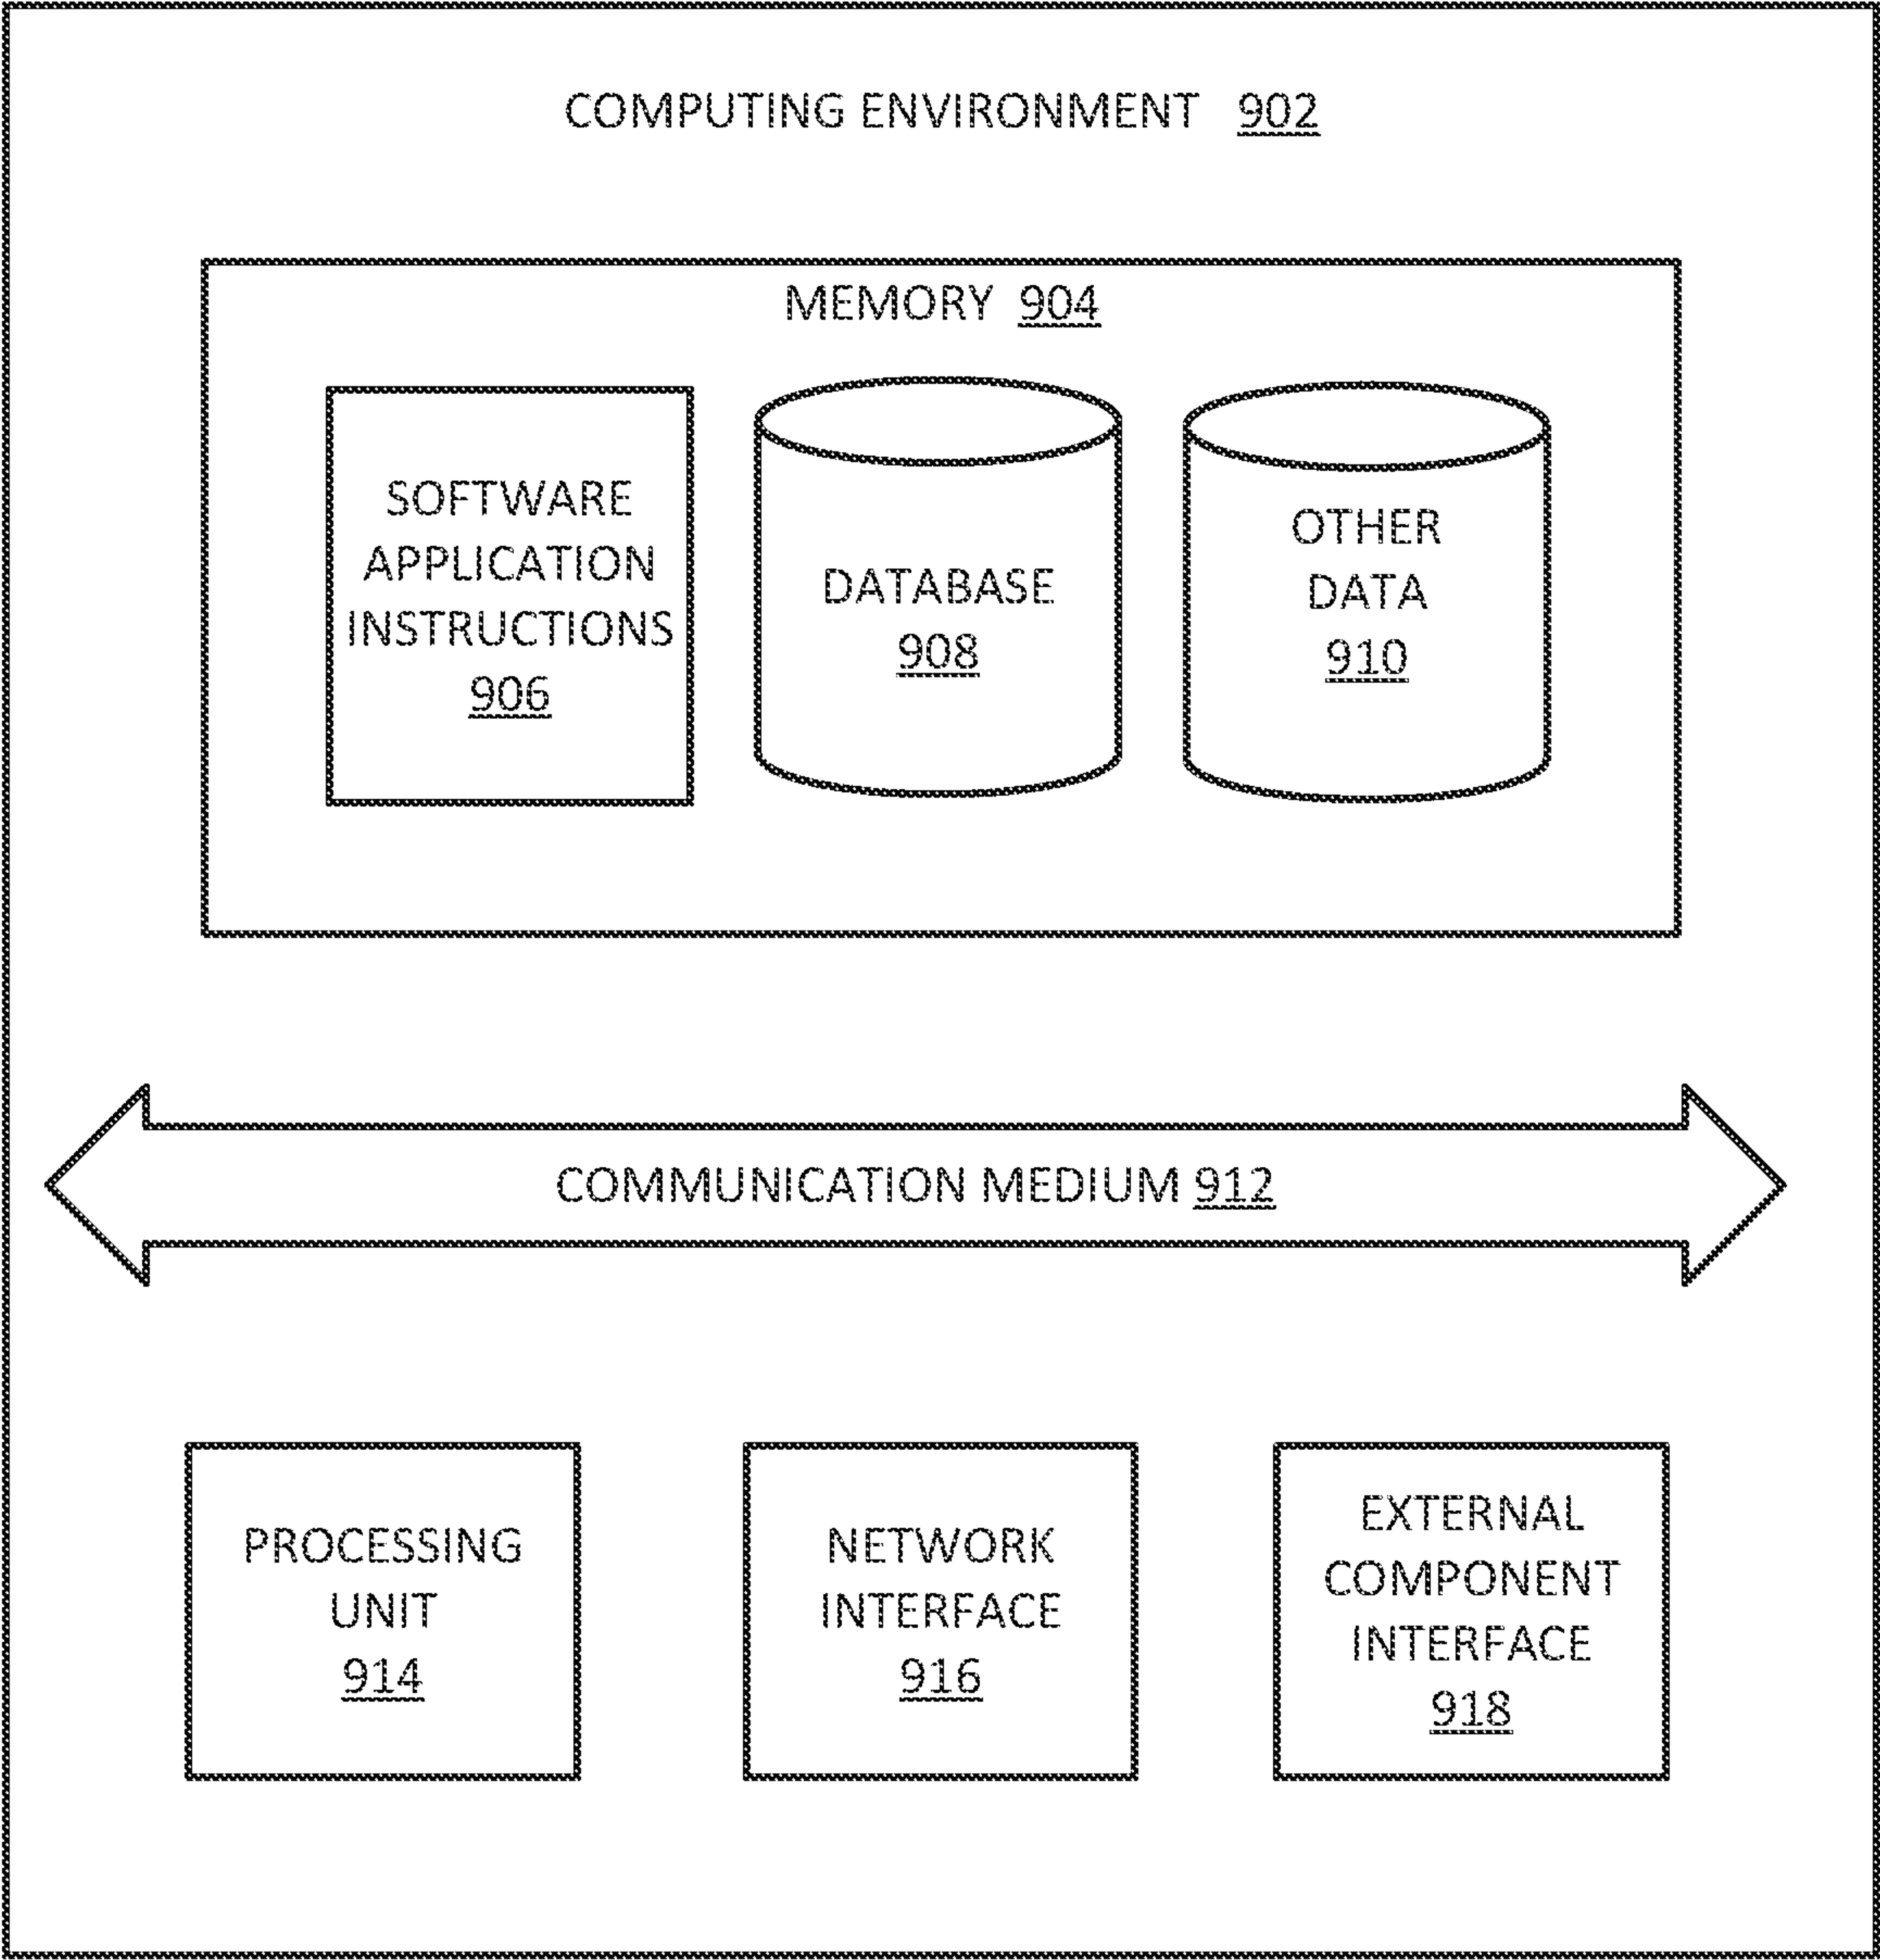 COMPUTING ENVIRONMENT 902
MEMORY 904
SOFTWARE
APPLICATION
INSTRUCTIONS
906
DATABASE
908
OTHER
DATA
910
COMMUNICATION MEDIUM 912
PROCESSING
UNIT
914
NETWORK
INTERFACE
916
EXTERNAL
COMPONENT
INTERFACE
918